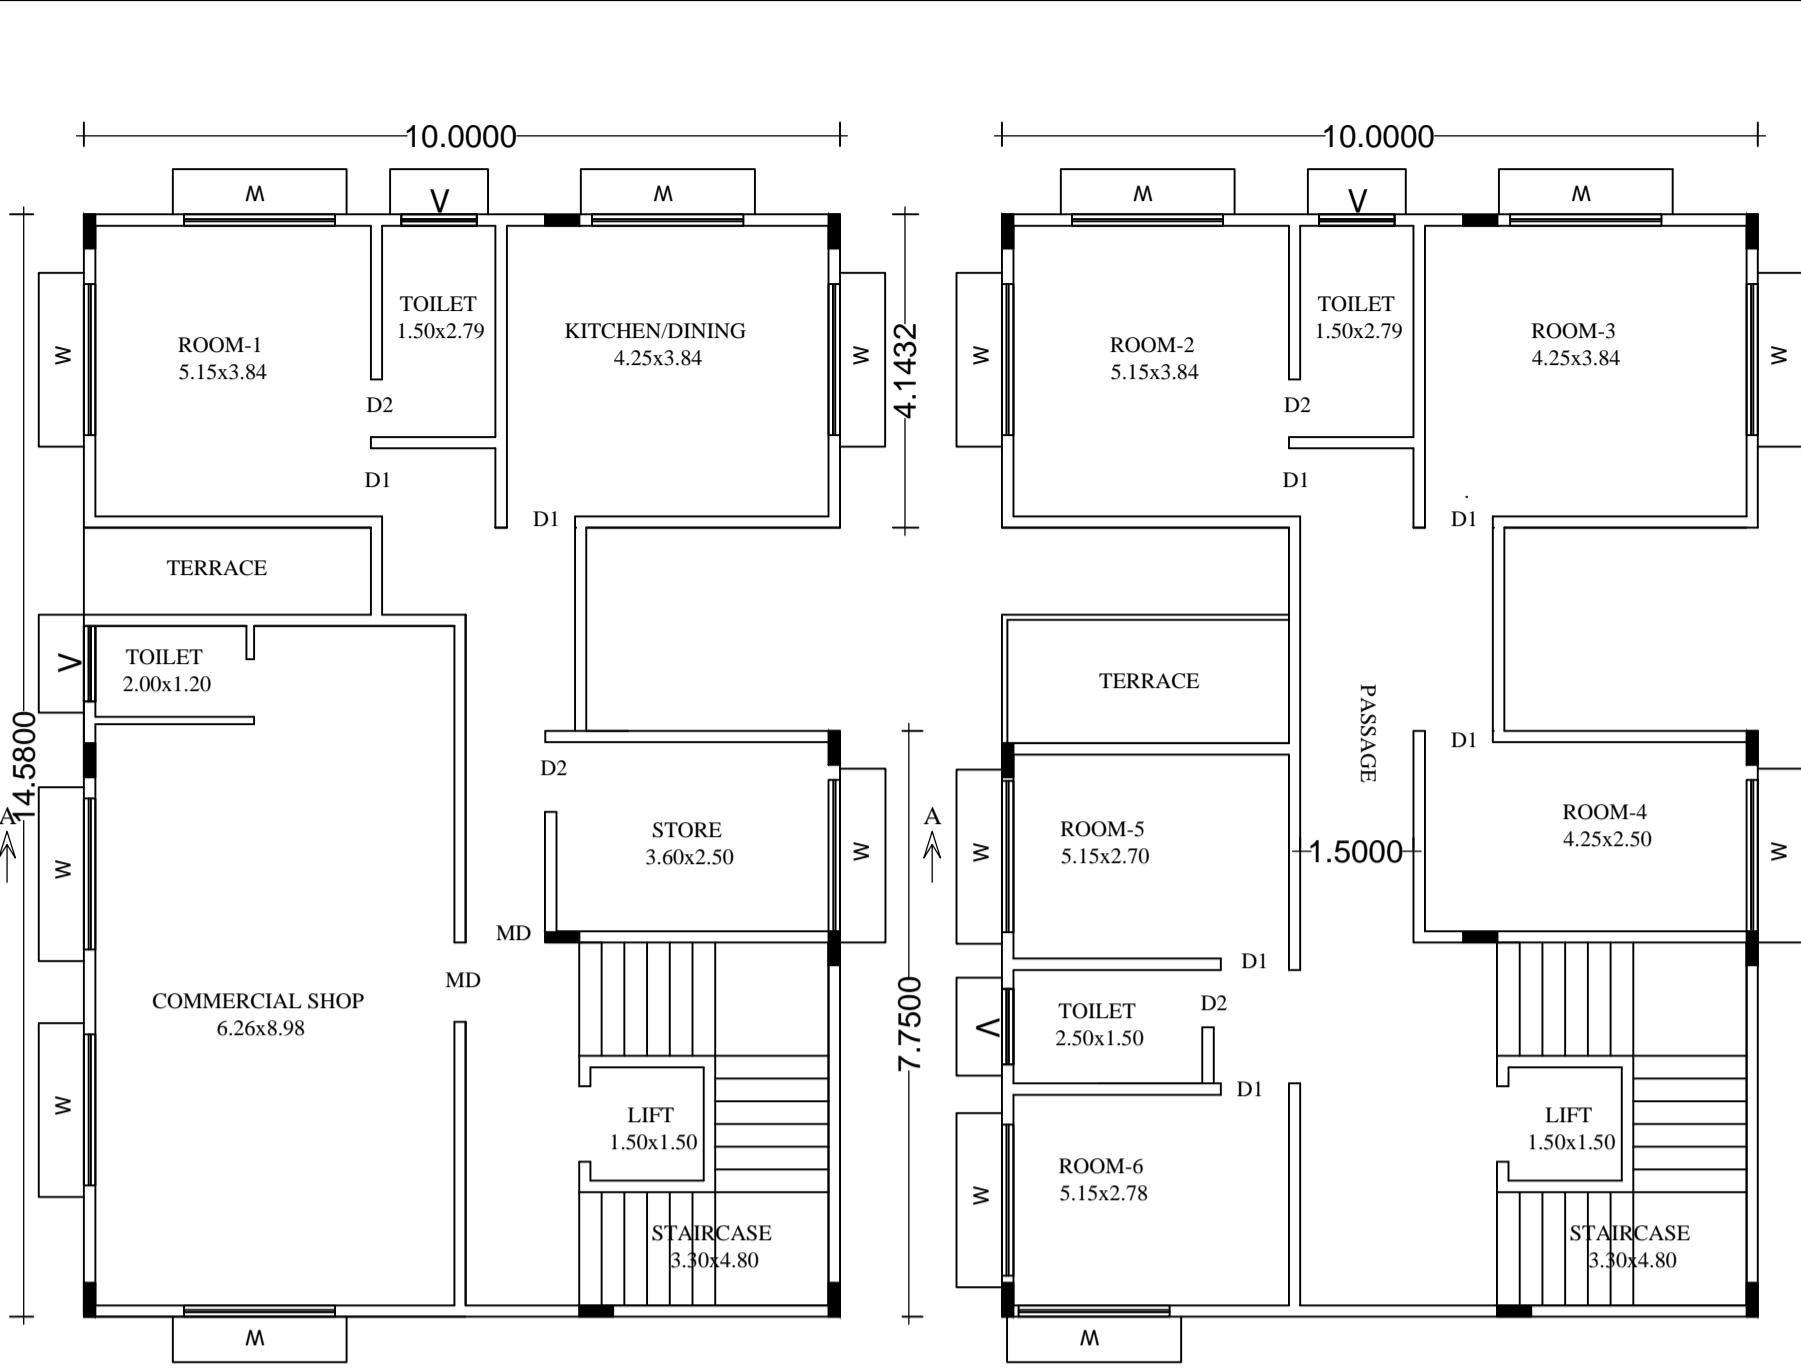 10.0000
W
V
W
W
ROOM-1
5.15x3.84
TOILET
1.50x2.79
KITCHEN/DINING
4.25x3.84
W
4.1432
D2
D1
D1
TERRACE
V
TOILET
2.00x1.20
14.5800
A
W
D2
STORE
3.60x2.50
W
MD
MD
COMMERCIAL SHOP
6.26x8.98
7.7500
W
LIFT
1.50x1.50
STAIRCASE
3.30x4.80
W
10.0000
W
V
W
W
ROOM-2
5.15x3.84
TOILET
1.50x2.79
ROOM-3
4.25x3.84
W
D2
D1
D1
TERRACE
PASSAGE
D1
A
W
ROOM-5
5.15x2.70
1.5000
ROOM-4
4.25x2.50
W
D1
D2
V
TOILET
2.50x1.50
D1
W
ROOM-6
5.15x2.78
LIFT
1.50x1.50
STAIRCASE
3.30x4.80
W